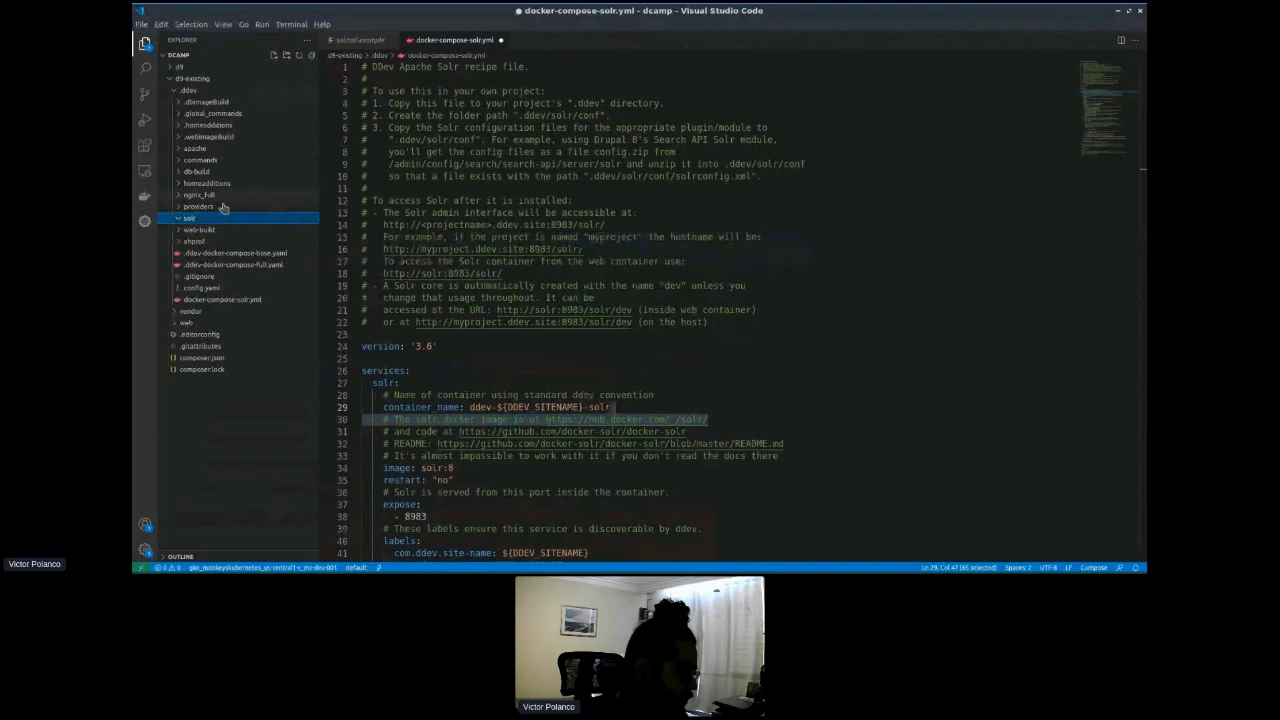 ● docker-compose-solr.yml - dcamp - Visual Studio Code
File Edit Selection View Go Run Terminal Help
EXPLORER
solrtail.example
docker-compose-solr.yml ●
DCAMP
d9-existing > .ddev > docker-compose-solr.yml
d9
d9-existing
.ddev
.dbimageBuild
.global_commands
.homeadditions
.webimageBuild
apache
commands
db-build
homeadditions
nginx_full
providers
solr
web-build
xhprof
.ddev-docker-compose-base.yaml
.ddev-docker-compose-full.yaml
.gitignore
config.yaml
docker-compose-solr.yml
vendor
web
.editorconfig
.gitattributes
composer.json
composer.lock
OUTLINE
1 # DDev Apache Solr recipe file.
2 #
3 # To use this in your own project:
4 # 1. Copy this file to your project's ".ddev" directory.
5 # 2. Create the folder path ".ddev/solr/conf".
6 # 3. Copy the Solr configuration files for the appropriate plugin/module to
7 # ".ddev/solr/conf". For example, using Drupal 8's Search API Solr module,
8 # you'll get the config files as a file config.zip from
9 # /admin/config/search/search-api/server/solr and unzip it into .ddev/solr/conf
10 # so that a file exists with the path ".ddev/solr/conf/solrconfig.xml".
11 #
12 # To access Solr after it is installed:
13 # - The Solr admin interface will be accessible at:
14 # http://<projectname>.ddev.site:8983/solr/
15 # For example, if the project is named "myproject" the hostname will be:
16 # http://myproject.ddev.site:8983/solr/
17 # To access the Solr container from the web container use:
18 # http://solr:8983/solr/
19 # - A Solr core is automatically created with the name "dev" unless you
20 # change that usage throughout. It can be
21 # accessed at the URL: http://solr:8983/solr/dev (inside web container)
22 # or at http://myproject.ddev.site:8983/solr/dev (on the host)
23
24 version: '3.6'
25
26 services:
27 solr:
28 # Name of container using standard ddev convention
29 container_name: ddev-${DDEV_SITENAME}-solr
30 # The solr docker image is at https://hub.docker.com/_/solr/
31 # and code at https://github.com/docker-solr/docker-solr
32 # README: https://github.com/docker-solr/docker-solr/blob/master/README.md
33 # It's almost impossible to work with it if you don't read the docs there
34 image: solr:8
35 restart: "no"
36 # Solr is served from this port inside the container.
37 expose:
38 - 8983
39 # These labels ensure this service is discoverable by ddev.
40 labels:
41 com.ddev.site-name: ${DDEV_SITENAME}
0 0 gke_monkeyskubernetes_us-central1-c_mc-dev-001 default
Ln 29, Col 47 (65 selected) Spaces: 2 UTF-8 LF Compose
Victor Polanco
Victor Polanco